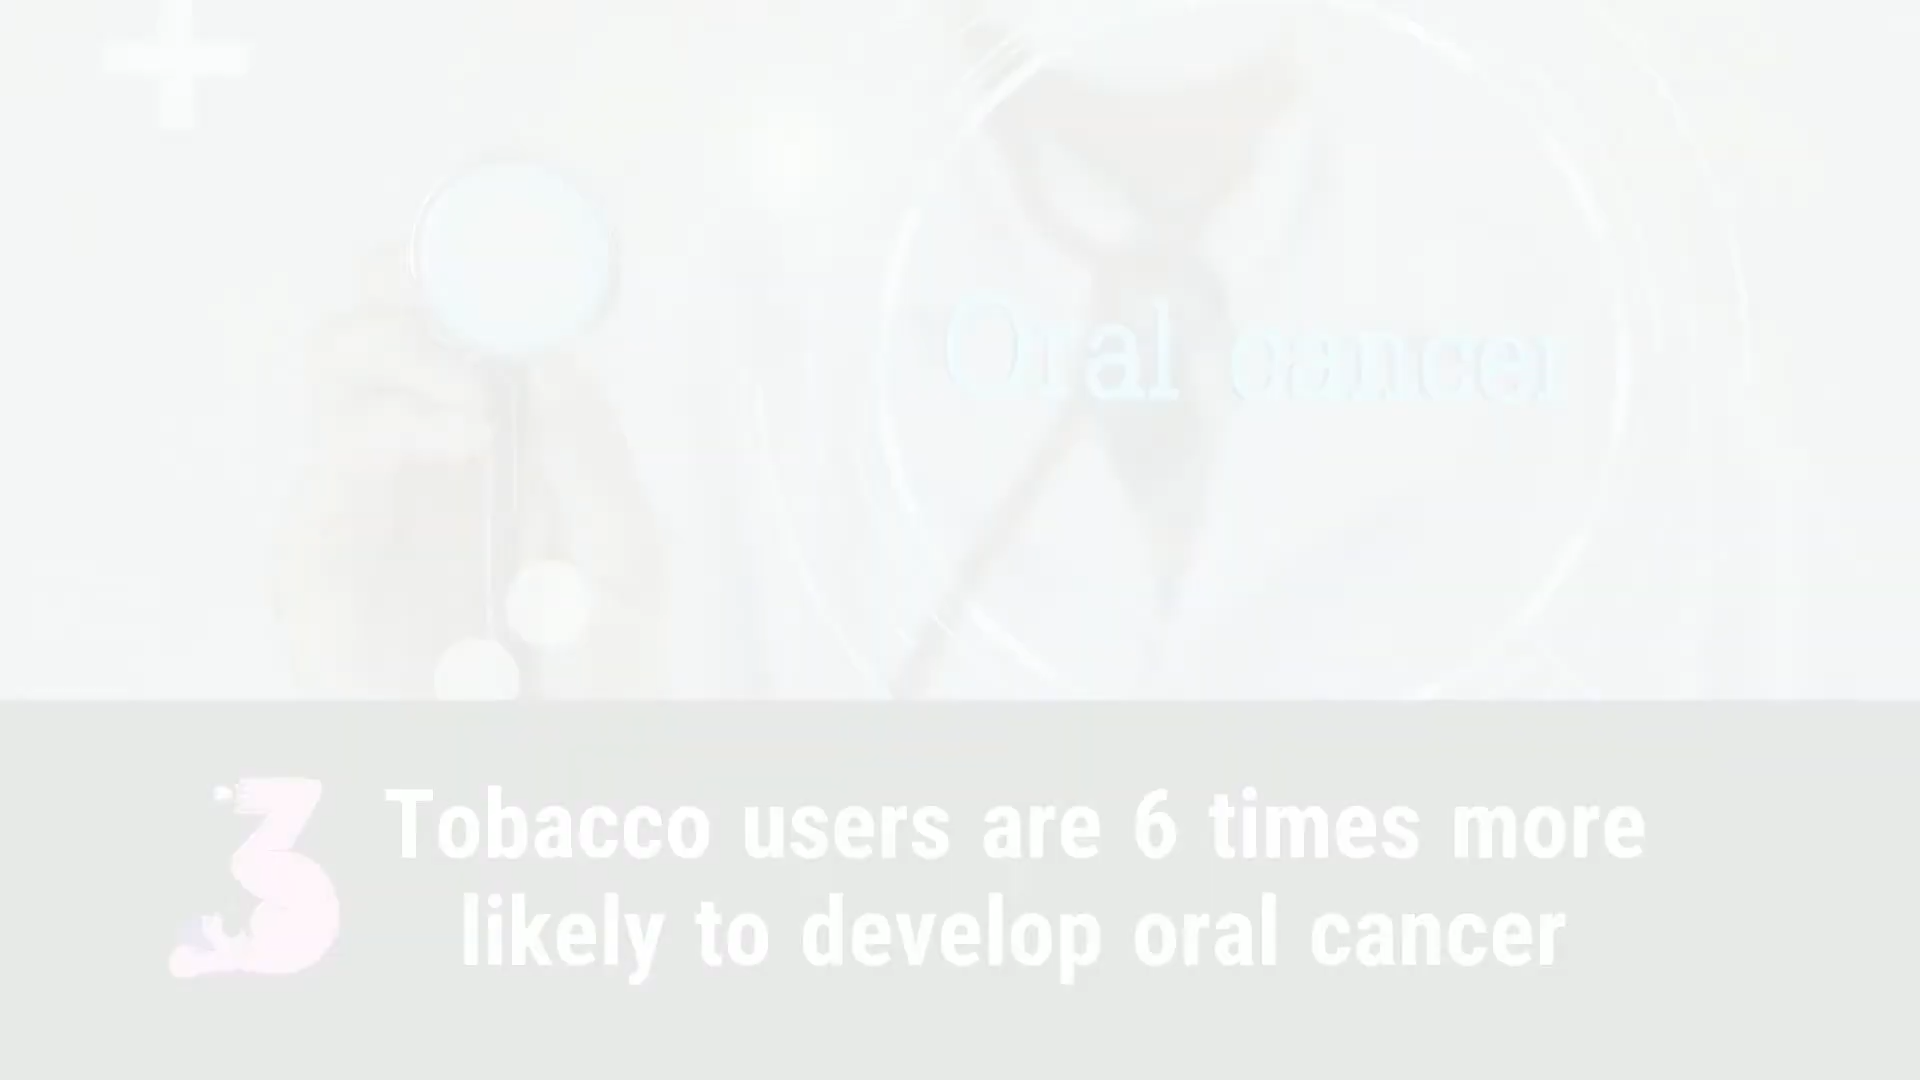 Oral cancer
3
Tobacco users are 6 times more
likely to develop oral cancer